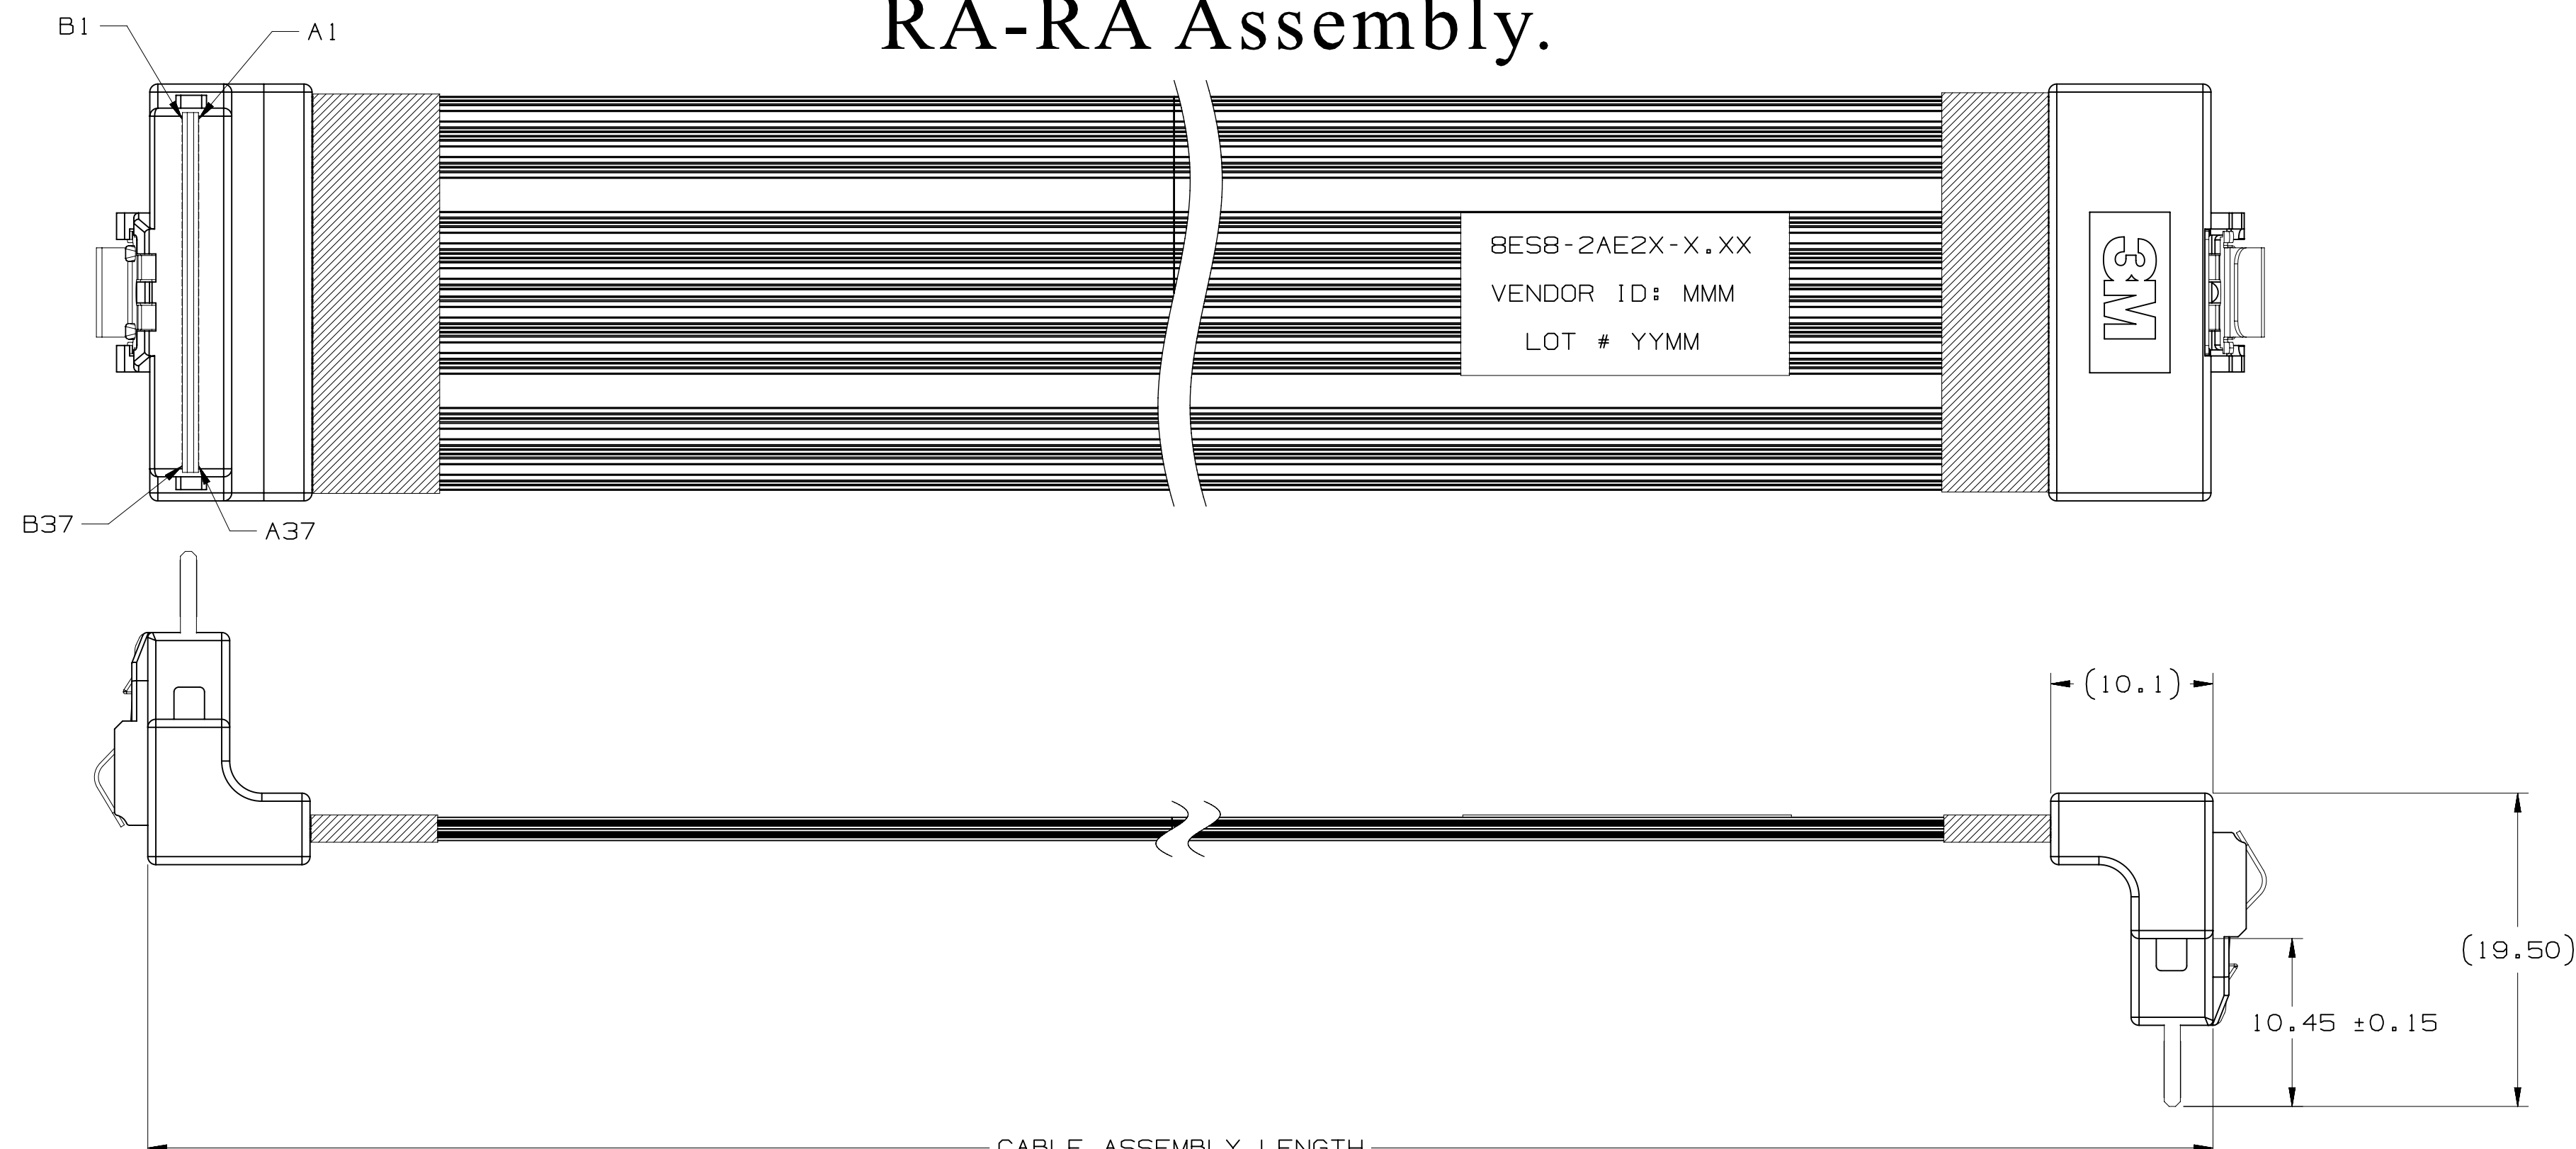 RA-RA Assembly.
B1
A1
8ES8-2AE2X-X.XX
VENDOR ID: MMM
LOT # YYMM
3M
B37
A37
(10.1)
(19.50)
10.45 ±0.15
CABLE ASSEMBLY LENGTH